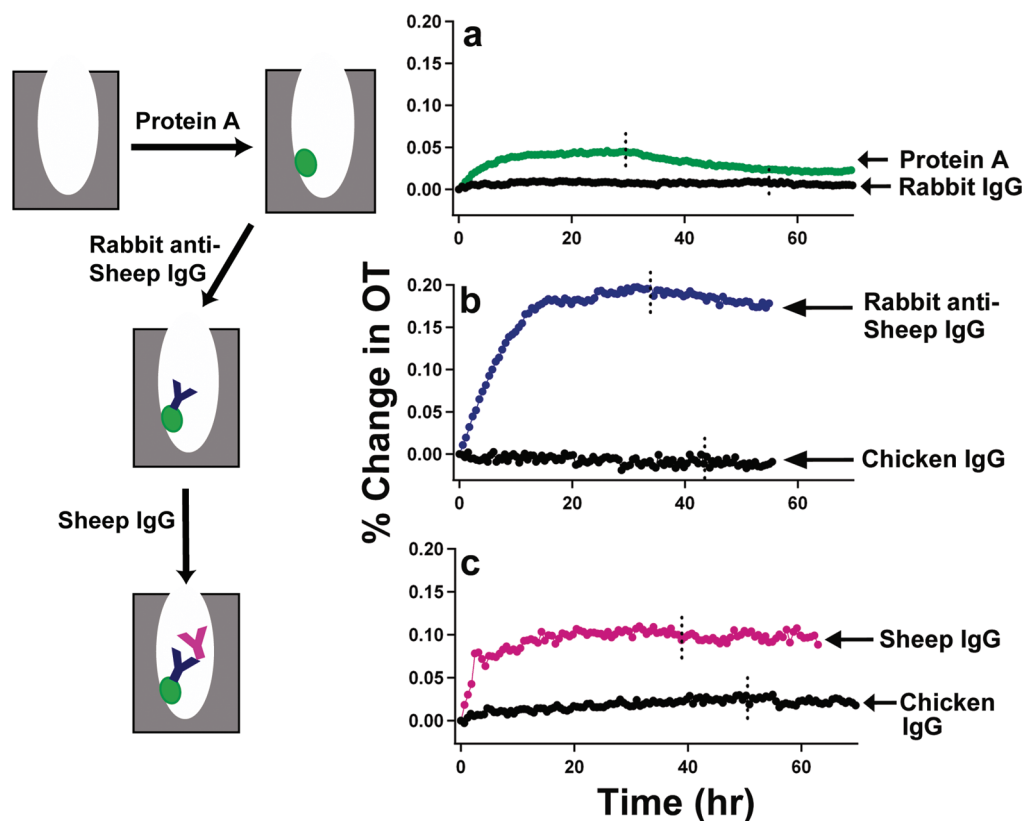 Protein A
Rabbit anti-
Sheep IgG
Sheep IgG
% Change in OT
a
0.20
0.15
0.10
0.05
0.00
0
20
40
60
Protein A
Rabbit IgG
b
0.20
0.15
0.10
0.05
0.00
0
20
40
60
Rabbit anti-
Sheep IgG
Chicken IgG
c
0.20
0.15
0.10
0.05
0.00
0
20
40
60
Sheep IgG
Chicken
IgG
Time (hr)